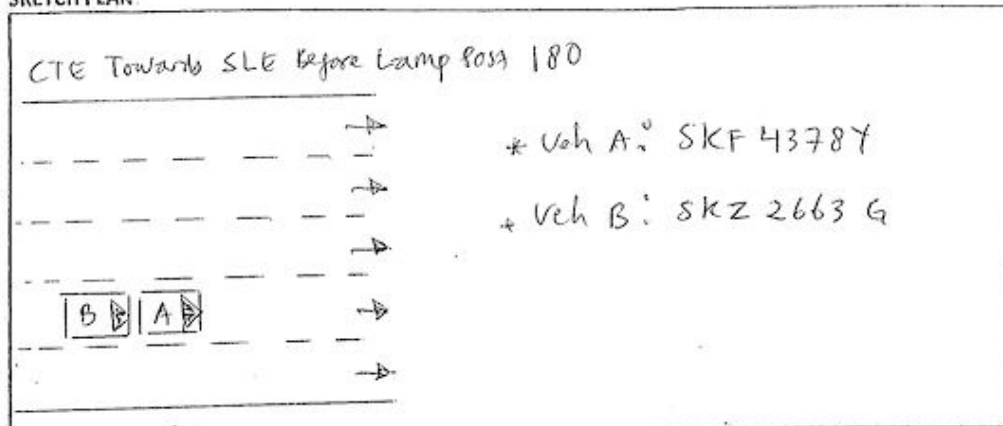 SKETCH PLAN
CTE Towards SLE Before Lamp Post 180
* Veh A: SKF 4378Y
* Veh B: SKZ 2663 G
B A